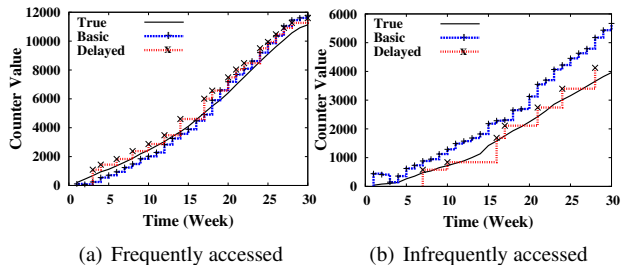 12000
10000
8000
6000
4000
2000
0
0 5 10 15 20 25 30
Counter Value
Time (Week)
True
Basic
Delayed
(a) Frequently accessed
6000
5000
4000
3000
2000
1000
0
0 5 10 15 20 25 30
Counter Value
Time (Week)
True
Basic
Delayed
(b) Infrequently accessed